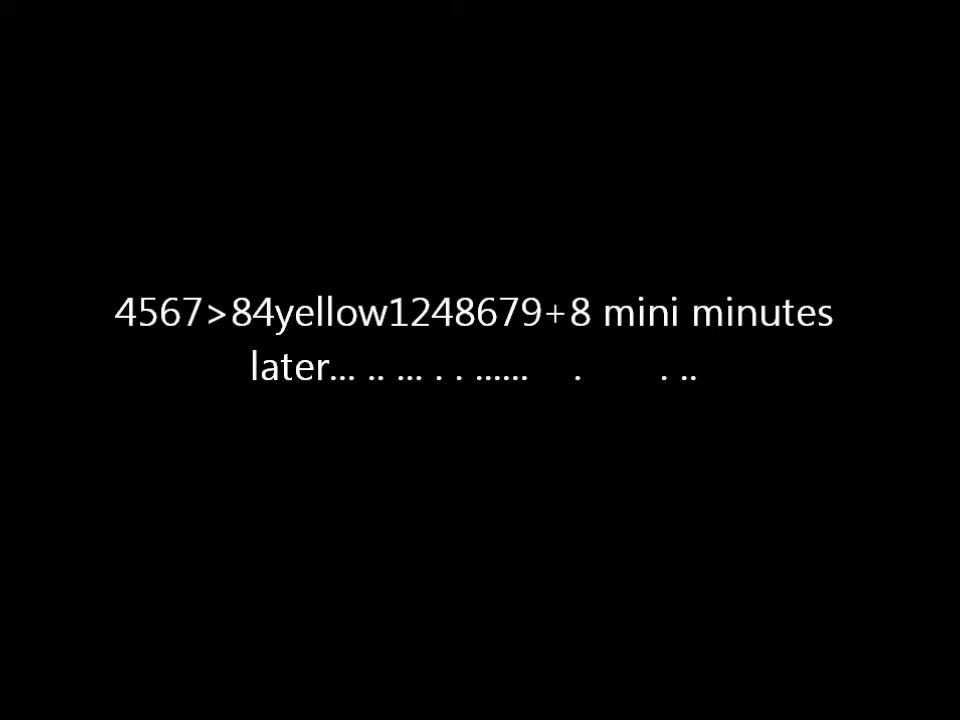 4567>84yellow1248679+8 mini minutes
later... .. ... . . ......    .       . ..